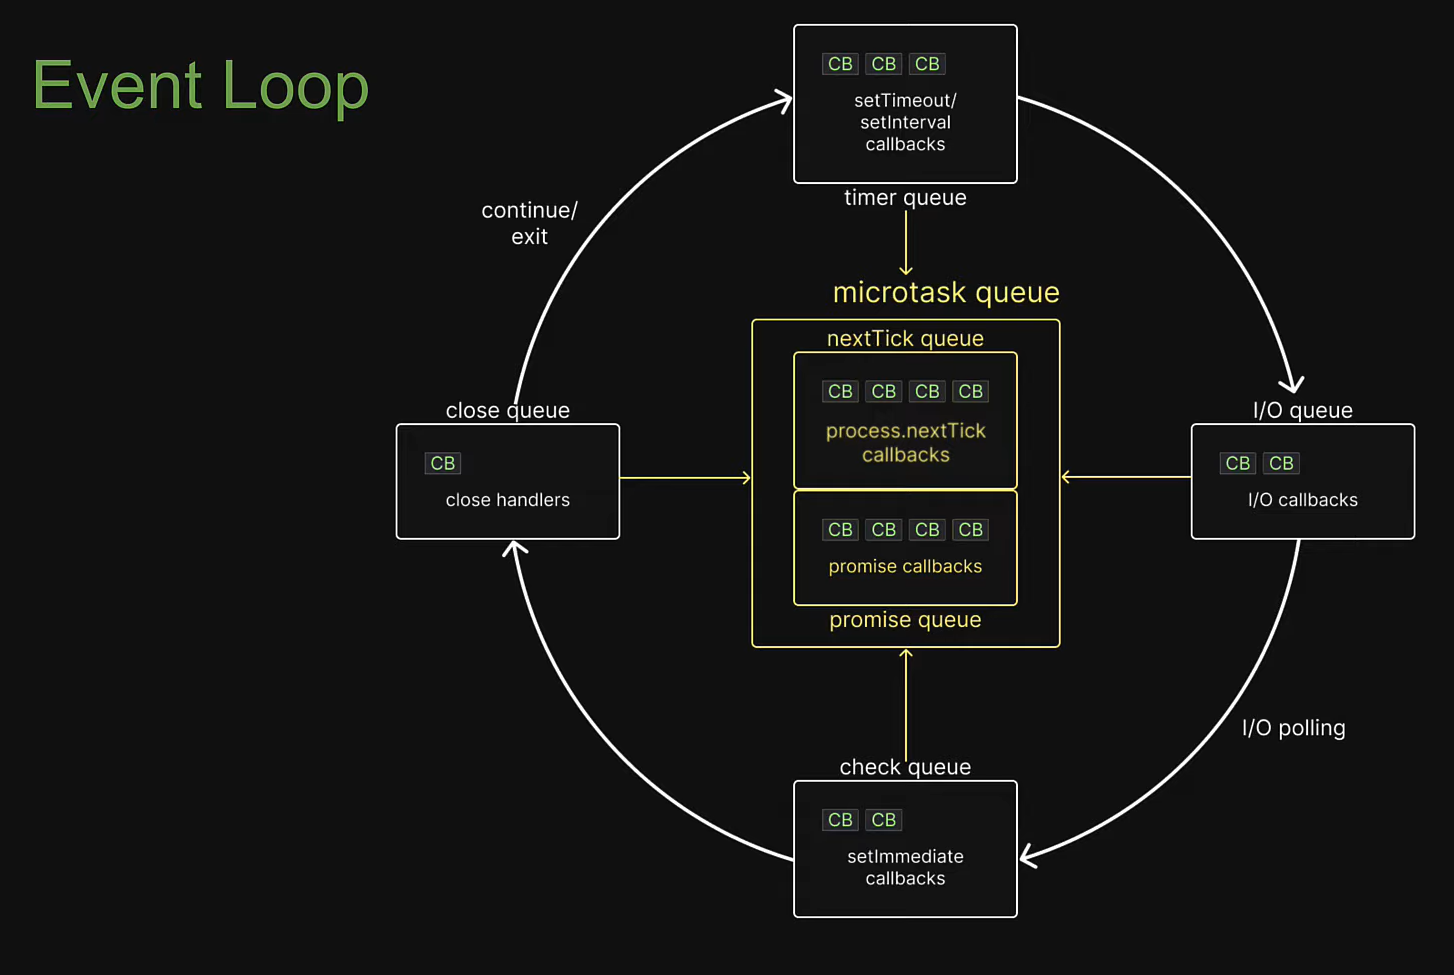 Event Loop
CB CB CB
setTimeout/
setInterval
callbacks
timer queue
continue/
exit
microtask queue
nextTick queue
CB CB CB CB
process.nextTick
callbacks
CB CB CB CB
promise callbacks
promise queue
close queue
CB
close handlers
I/O queue
CB CB
I/O callbacks
I/O polling
check queue
CB CB
setImmediate
callbacks